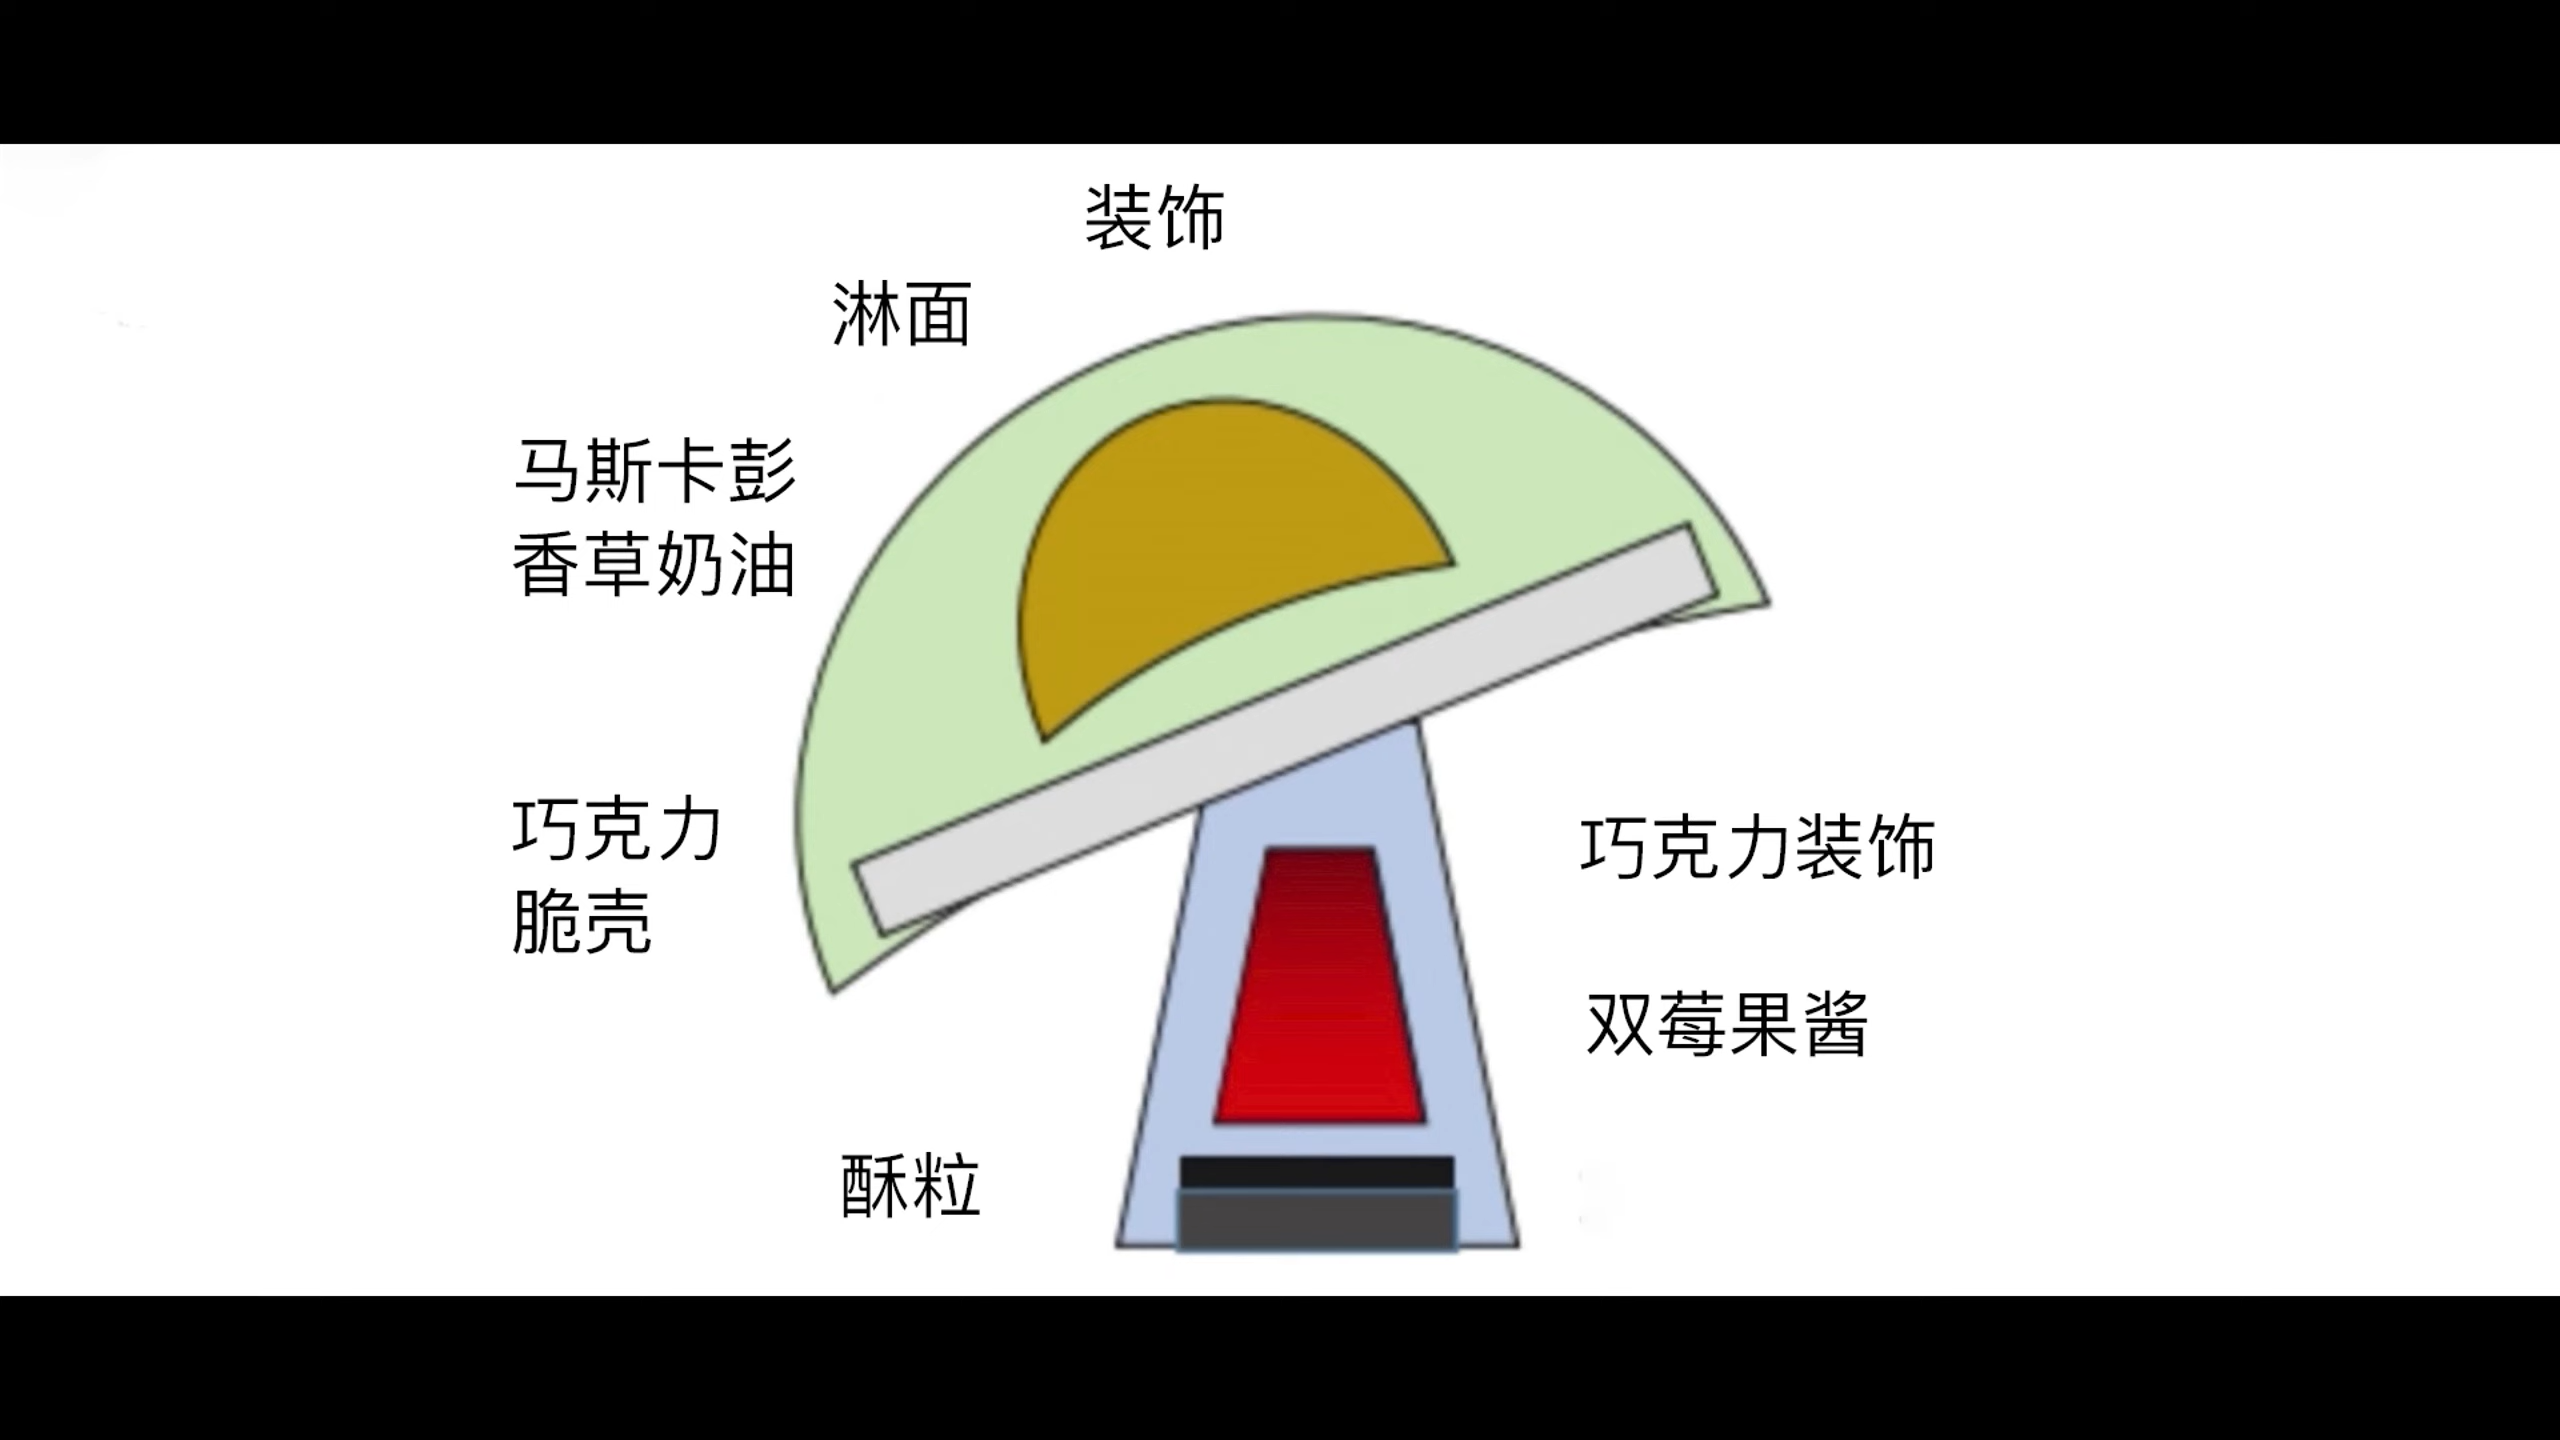 装饰
淋面
马斯卡彭
香草奶油
巧克力
脆壳
巧克力装饰
双莓果酱
酥粒